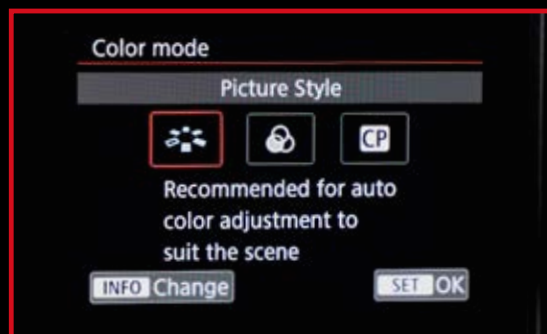 Color mode
Picture Style
CP
Recommended for auto
color adjustment to
suit the scene
INFO Change
SET OK